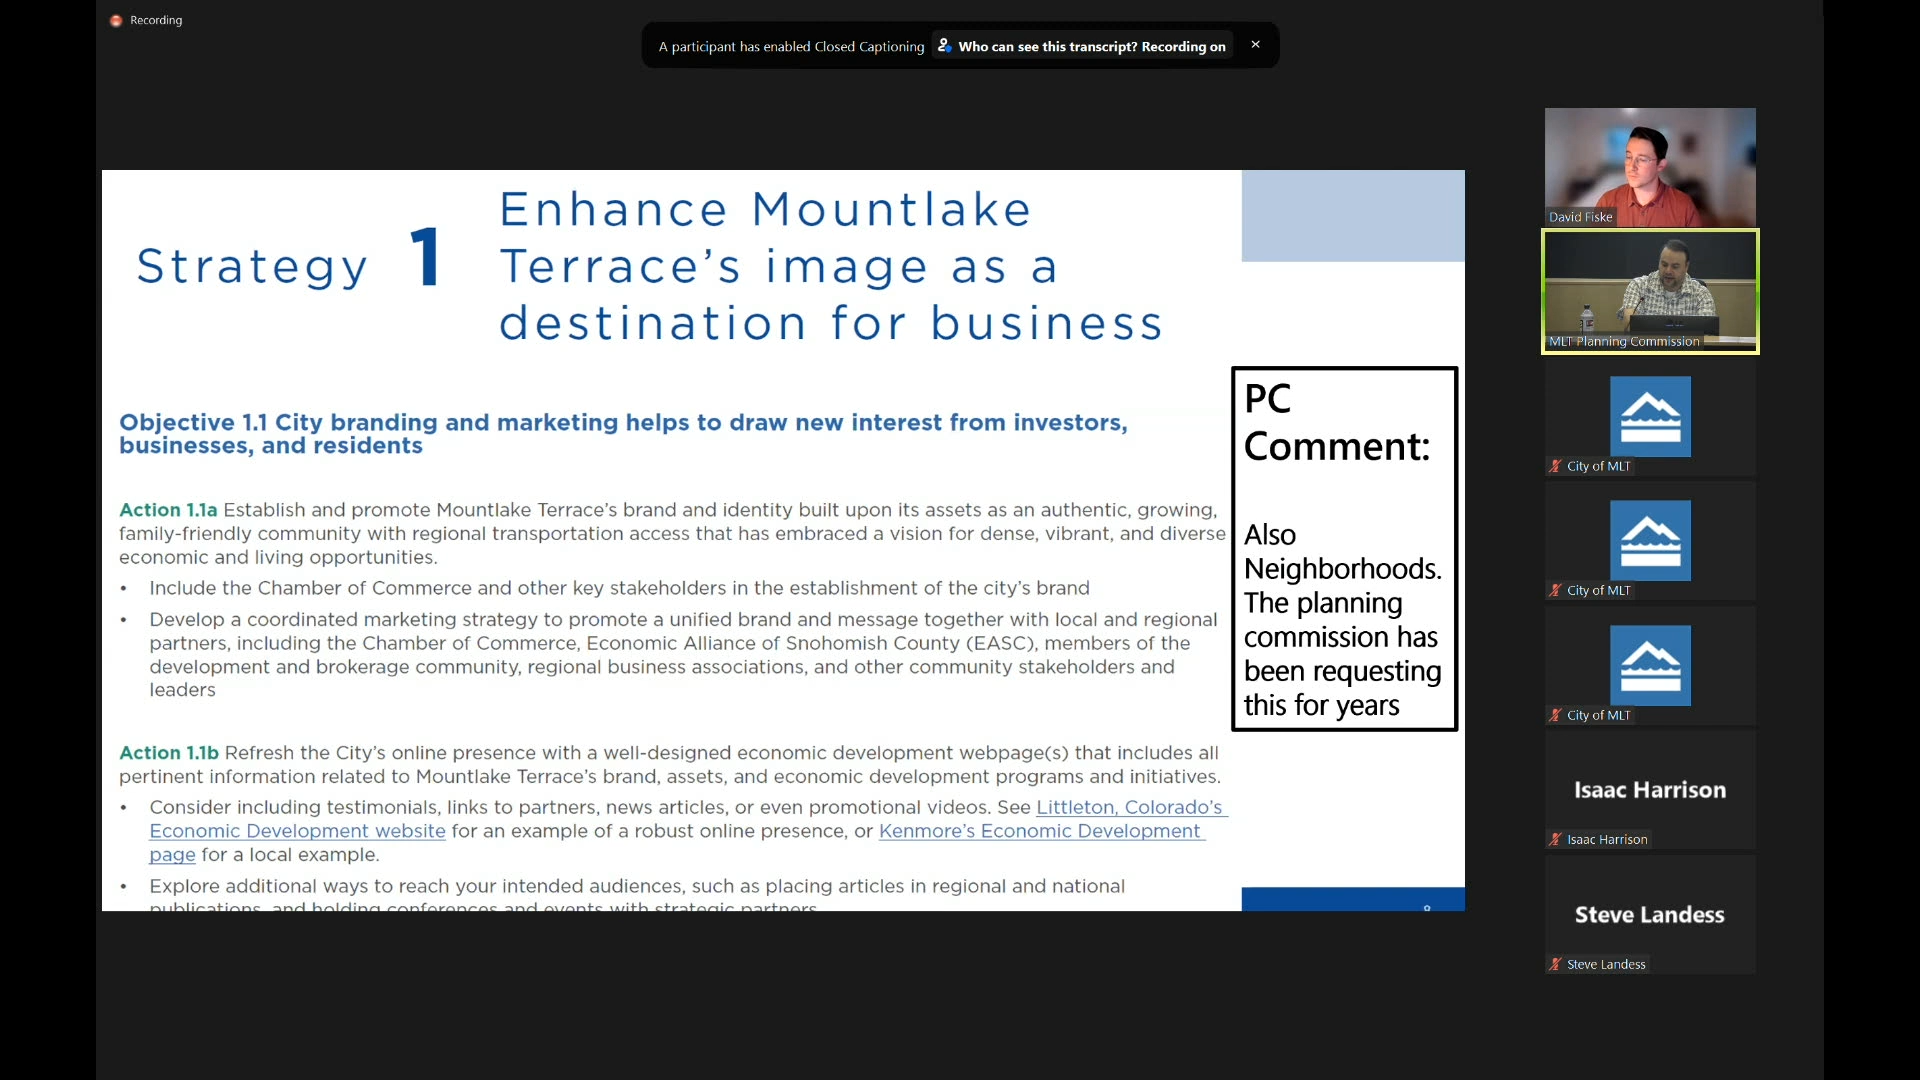 Recording
A participant has enabled Closed Captioning
Who can see this transcript? Recording on
Strategy 1
Enhance Mountlake
Terrace's image as a
destination for business
Objective 1.1 City branding and marketing helps to draw new interest from investors,
businesses, and residents
Action 1.1a Establish and promote Mountlake Terrace's brand and identity built upon its assets as an authentic, growing,
family-friendly community with regional transportation access that has embraced a vision for dense, vibrant, and diverse
economic and living opportunities.
• Include the Chamber of Commerce and other key stakeholders in the establishment of the city's brand
• Develop a coordinated marketing strategy to promote a unified brand and message together with local and regional
partners, including the Chamber of Commerce, Economic Alliance of Snohomish County (EASC), members of the
development and brokerage community, regional business associations, and other community stakeholders and
leaders
Action 1.1b Refresh the City's online presence with a well-designed economic development webpage(s) that includes all
pertinent information related to Mountlake Terrace's brand, assets, and economic development programs and initiatives.
• Consider including testimonials, links to partners, news articles, or even promotional videos. See Littleton, Colorado's
Economic Development website for an example of a robust online presence, or Kenmore's Economic Development
page for a local example.
• Explore additional ways to reach your intended audiences, such as placing articles in regional and national
publications, and holding conferences and events with strategic partners
PC
Comment:
Also
Neighborhoods.
The planning
commission has
been requesting
this for years
David Fiske
MLT Planning Commission
City of MLT
City of MLT
City of MLT
Isaac Harrison
Isaac Harrison
Steve Landess
Steve Landess